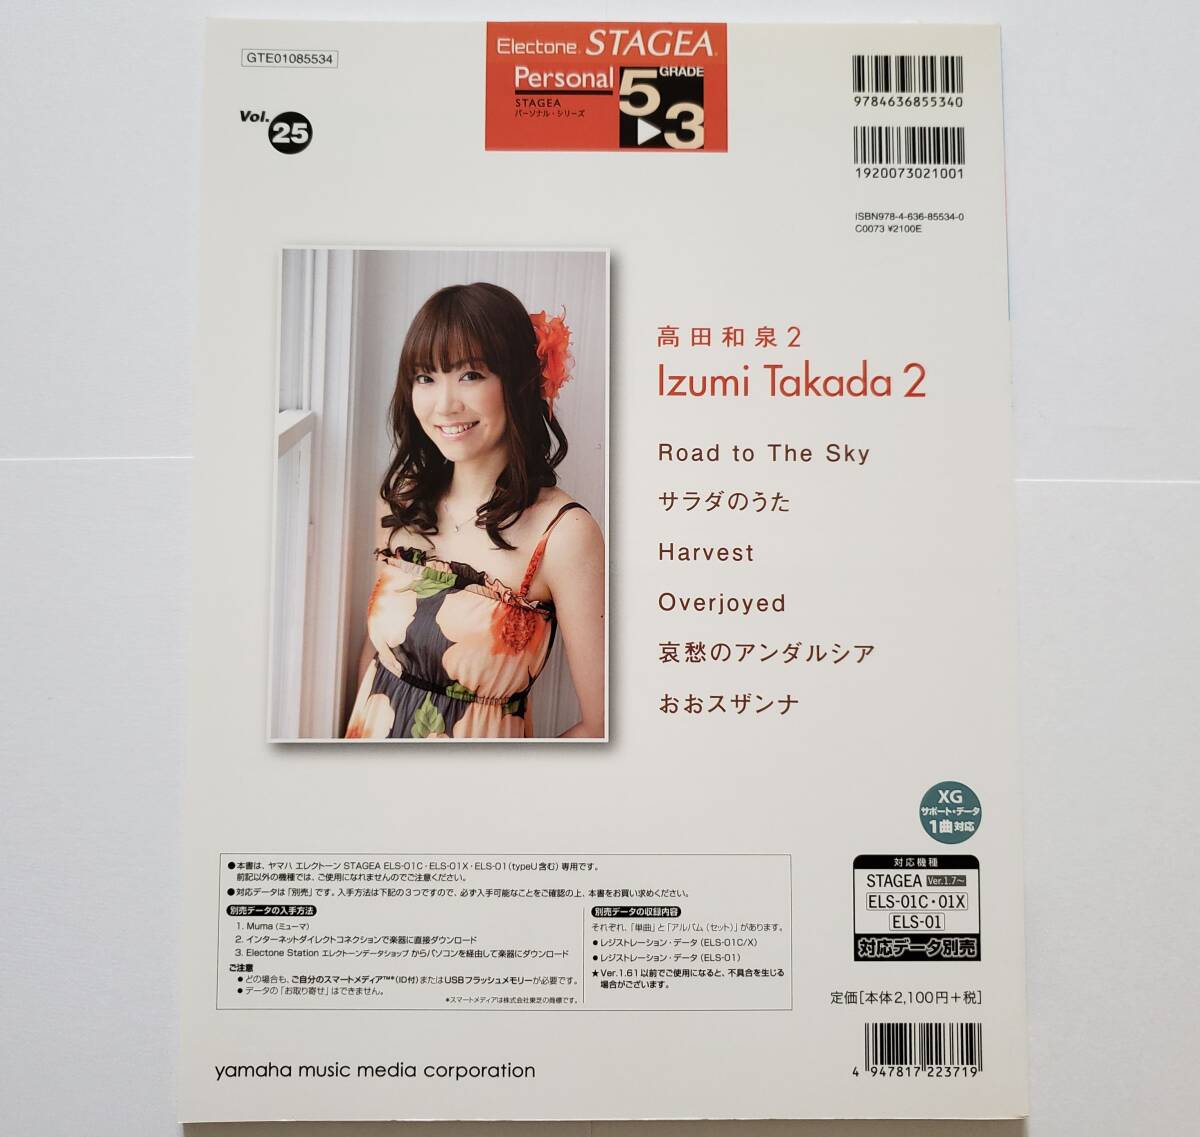 GTE01085534
Vol. 25
Electone® STAGEA®
Personal
STAGEA
パーソナル・シリーズ
GRADE
5▶3
9784636855340
1920073021001
ISBN978-4-636-85534-0
C0073 ¥2100E
高田和泉2
Izumi Takada 2
Road to The Sky
サラダのうた
Harvest
Overjoyed
哀愁のアンダルシア
おおスザンナ
XG
サポート・データ
1曲対応
●本書は、ヤマハ エレクトーン STAGEA ELS-01C・ELS-01X・ELS-01(typeU含む)専用です。
前記以外の機種では、ご使用になれませんのでご注意ください。
●対応データは「別売」です。入手方法は下記の3つですので、必ず入手可能なことをご確認の上、本書をお買い求めください。
別売データの入手方法
1. Muma(ミューマ)
2. インターネットダイレクトコネクションで楽器に直接ダウンロード
3. Electone Station エレクトーンデータショップ からパソコンを経由して楽器にダウンロード
ご注意
●どの場合も、ご自分のスマートメディア™*(ID付)またはUSBフラッシュメモリーが必要です。
●データの「お取り寄せ」はできません。
*スマートメディアは株式会社東芝の商標です。
別売データの収録内容
それぞれ、「単曲」と「アルバム(セット)」があります。
●レジストレーション・データ(ELS-01C/X)
●レジストレーション・データ(ELS-01)
★Ver.1.61以前でご使用になると、不具合を生じる
場合がございます。
対応機種
STAGEA Ver.1.7〜
ELS-01C・01X
ELS-01
対応データ別売
定価[本体2,100円+税]
4 947817 223719
yamaha music media corporation